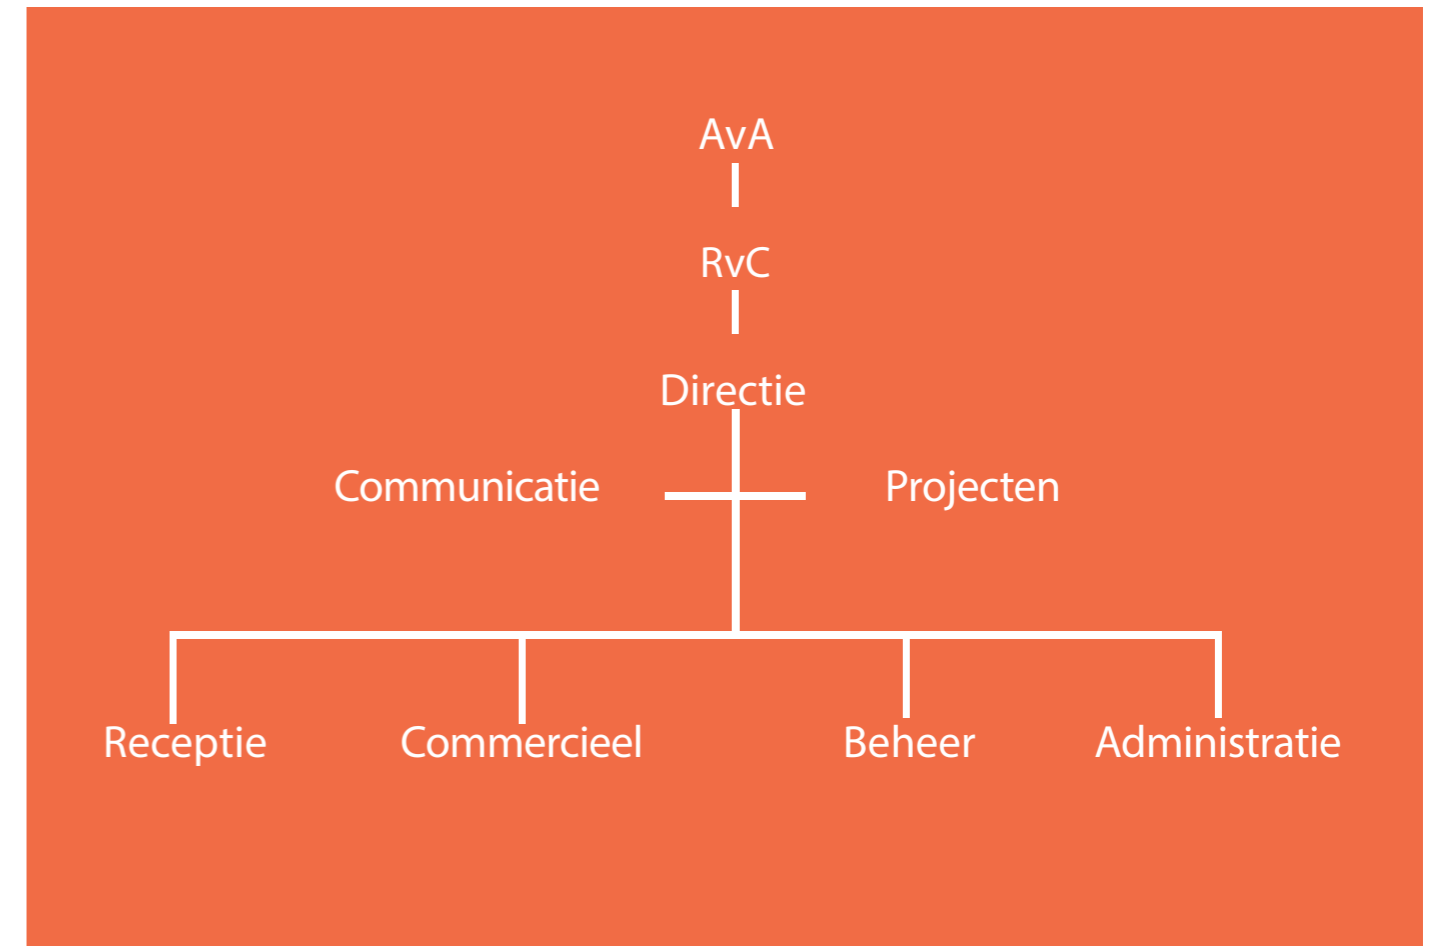 AvA
RvC
Directie
Communicatie
Projecten
Receptie
Commercieel
Beheer
Administratie